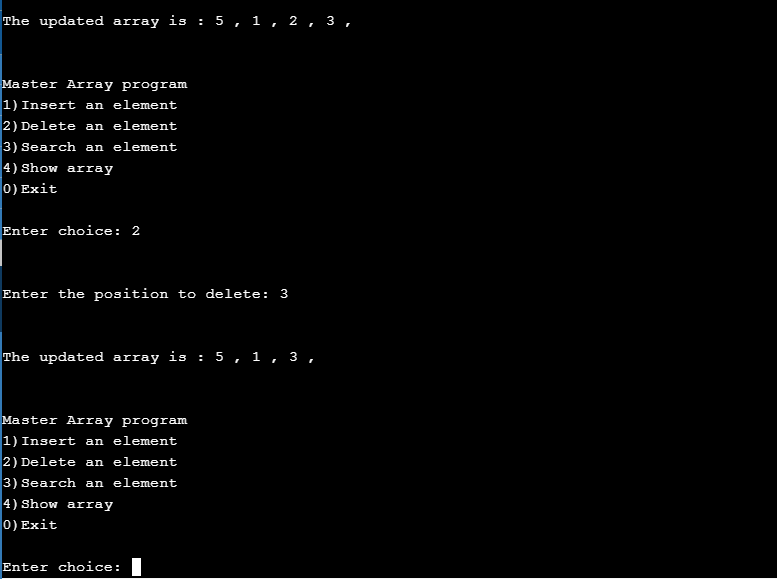 The updated array is : 5 , 1 , 2 , 3 ,
Master Array program
1)Insert an element
2)Delete an element
3)Search an element
4)Show array
0)Exit
Enter choice: 2
Enter the position to delete: 3
The updated array is : 5 , 1 , 3 ,
Master Array program
1)Insert an element
2)Delete an element
3)Search an element
4)Show array
0)Exit
Enter choice: